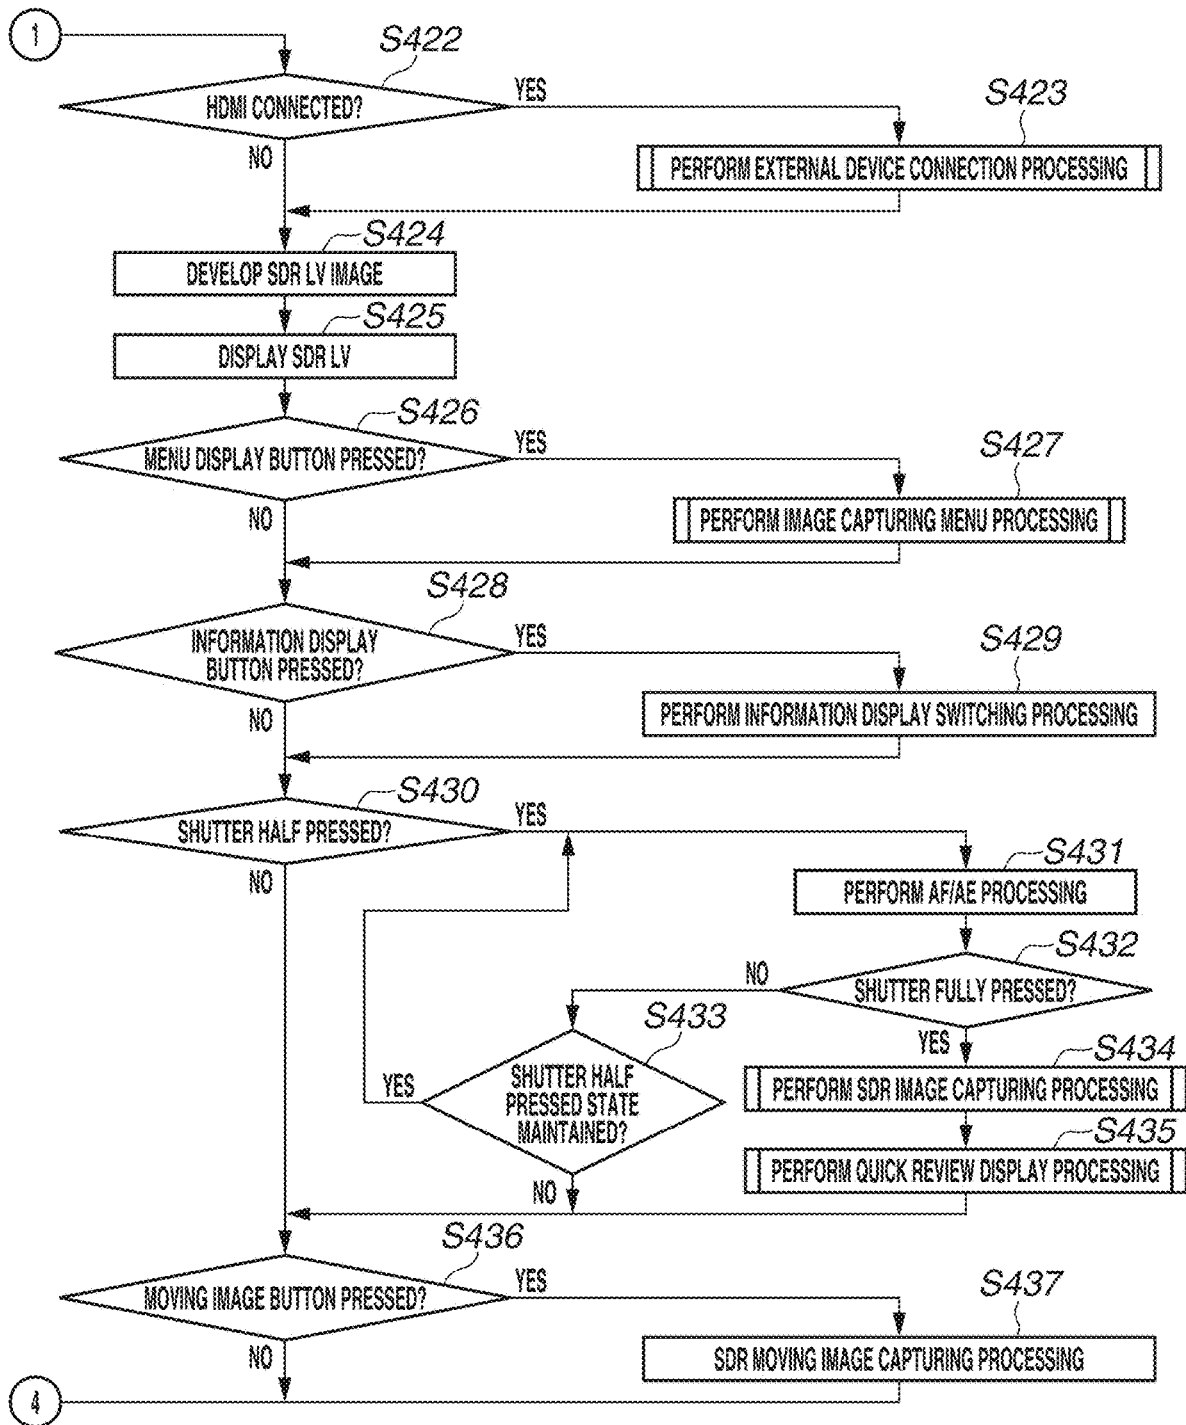 1
S422
HDMI CONNECTED?
YES
NO
S423
PERFORM EXTERNAL DEVICE CONNECTION PROCESSING
S424
DEVELOP SDR LV IMAGE
S425
DISPLAY SDR LV
S426
MENU DISPLAY BUTTON PRESSED?
YES
NO
S427
PERFORM IMAGE CAPTURING MENU PROCESSING
S428
INFORMATION DISPLAY
BUTTON PRESSED?
YES
NO
S429
PERFORM INFORMATION DISPLAY SWITCHING PROCESSING
S430
SHUTTER HALF PRESSED?
YES
NO
S431
PERFORM AF/AE PROCESSING
S432
SHUTTER FULLY PRESSED?
NO
YES
S433
SHUTTER HALF
PRESSED STATE
MAINTAINED?
YES
NO
S434
PERFORM SDR IMAGE CAPTURING PROCESSING
S435
PERFORM QUICK REVIEW DISPLAY PROCESSING
S436
MOVING IMAGE BUTTON PRESSED?
YES
NO
S437
SDR MOVING IMAGE CAPTURING PROCESSING
4